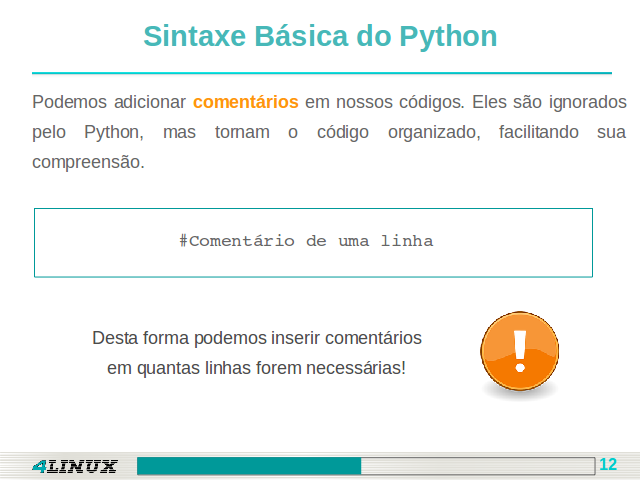 Sintaxe Básica do Python
Podemos adicionar comentários em nossos códigos. Eles são ignorados
pelo Python, mas tornam o código organizado, facilitando sua
compreensão.
#Comentário de uma linha
Desta forma podemos inserir comentários
em quantas linhas forem necessárias!
4LINUX
12